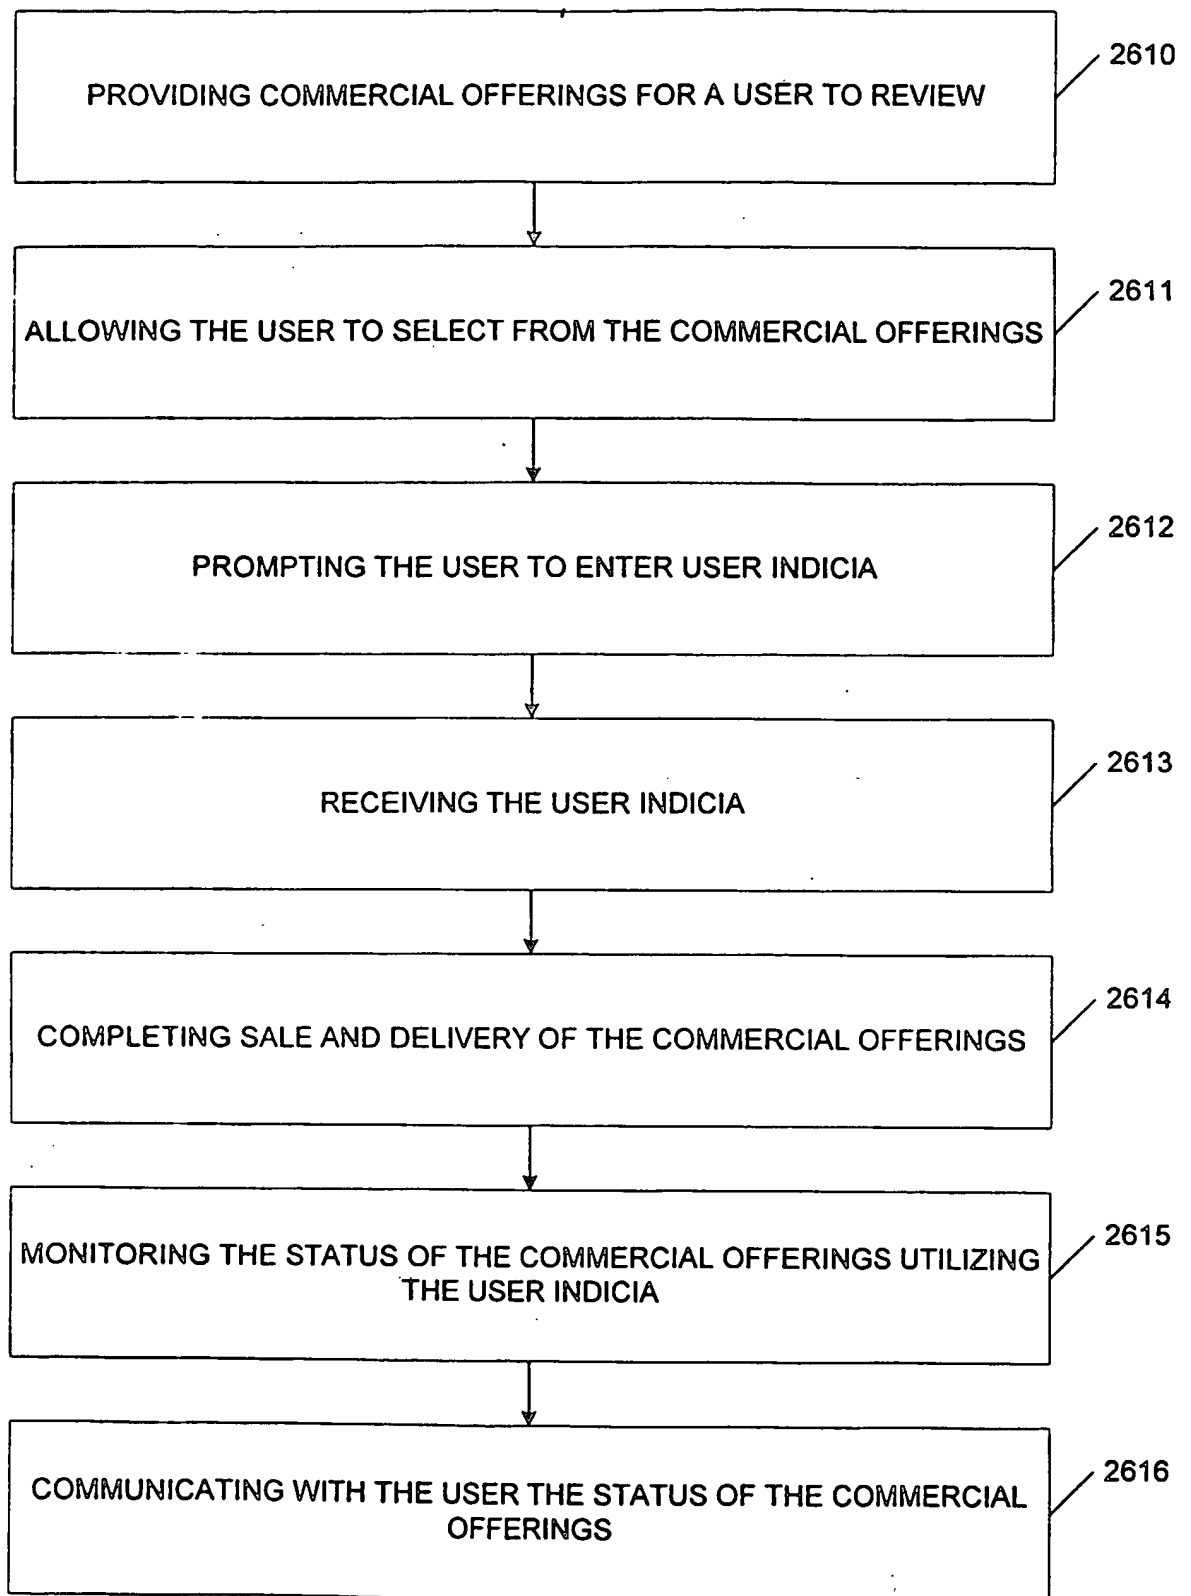 PROVIDING COMMERCIAL OFFERINGS FOR A USER TO REVIEW
2610
ALLOWING THE USER TO SELECT FROM THE COMMERCIAL OFFERINGS
2611
PROMPTING THE USER TO ENTER USER INDICIA
2612
RECEIVING THE USER INDICIA
2613
COMPLETING SALE AND DELIVERY OF THE COMMERCIAL OFFERINGS
2614
MONITORING THE STATUS OF THE COMMERCIAL OFFERINGS UTILIZING
THE USER INDICIA
2615
COMMUNICATING WITH THE USER THE STATUS OF THE COMMERCIAL
OFFERINGS
2616